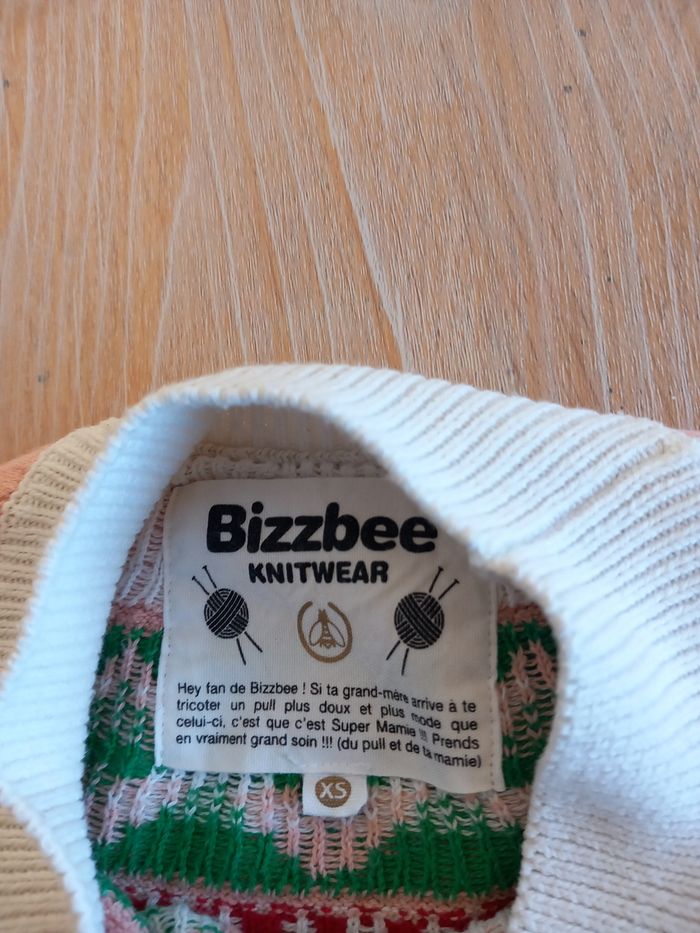 Bizzbee
KNITWEAR
Hey fan de Bizzbee ! Si ta grand-mère arrive à te
tricoter un pull plus doux et plus mode que
celui-ci, c'est que c'est Super Mamie !!! Prends
en vraiment grand soin !!! (du pull et de ta mamie)
XS